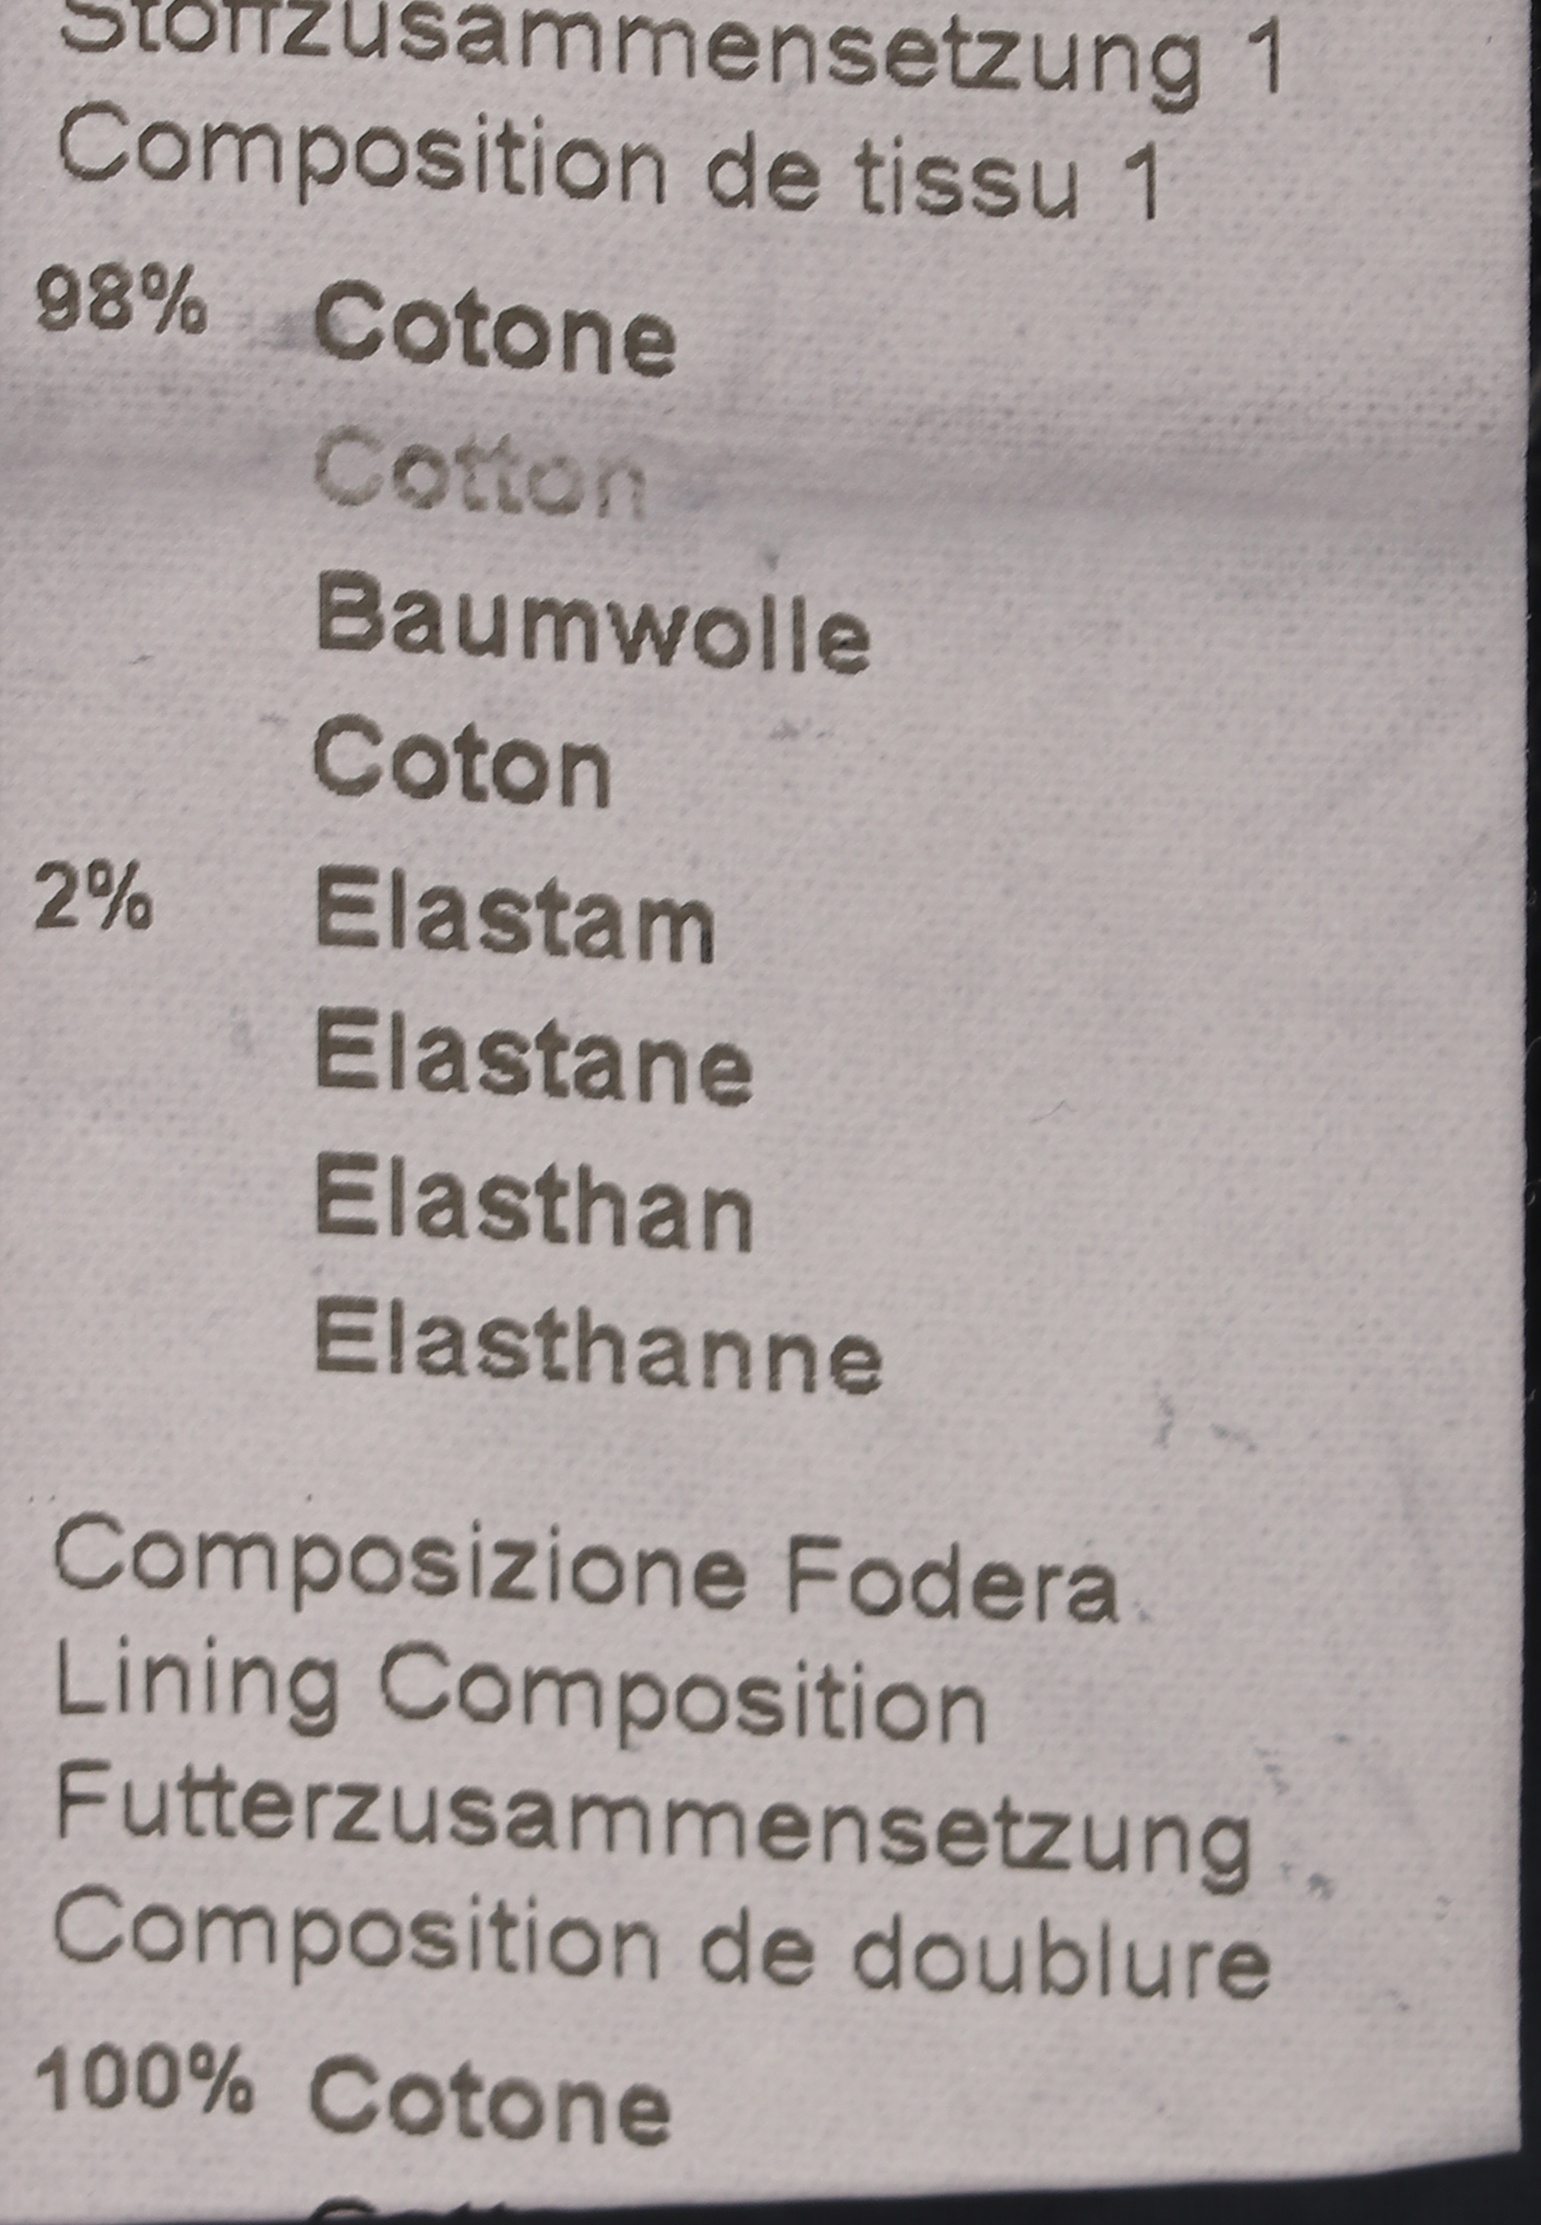 Stoffzusammensetzung 1
Composition de tissu 1
98% Cotone
Cotton
Baumwolle
Coton
2% Elastam
Elastane
Elasthan
Elasthanne
Composizione Fodera
Lining Composition
Futterzusammensetzung
Composition de doublure
100% Cotone